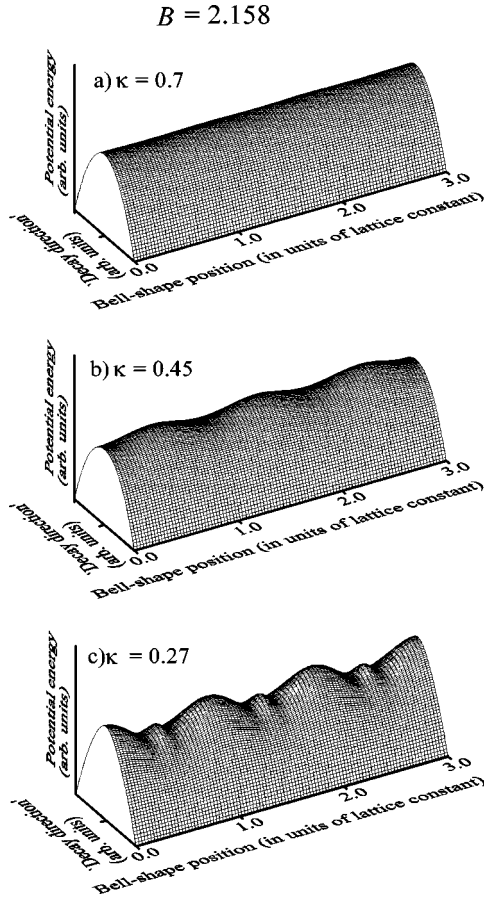 B = 2.158
a) κ = 0.7
Potential energy
(arb. units)
'Decay direction'
(arb. units)
0.0
1.0
2.0
3.0
Bell-shape position (in units of lattice constant)
b) κ = 0.45
Potential energy
(arb. units)
'Decay direction'
(arb. units)
0.0
1.0
2.0
3.0
Bell-shape position (in units of lattice constant)
c)κ = 0.27
Potential energy
(arb. units)
'Decay direction'
(arb. units)
0.0
1.0
2.0
3.0
Bell-shape position (in units of lattice constant)